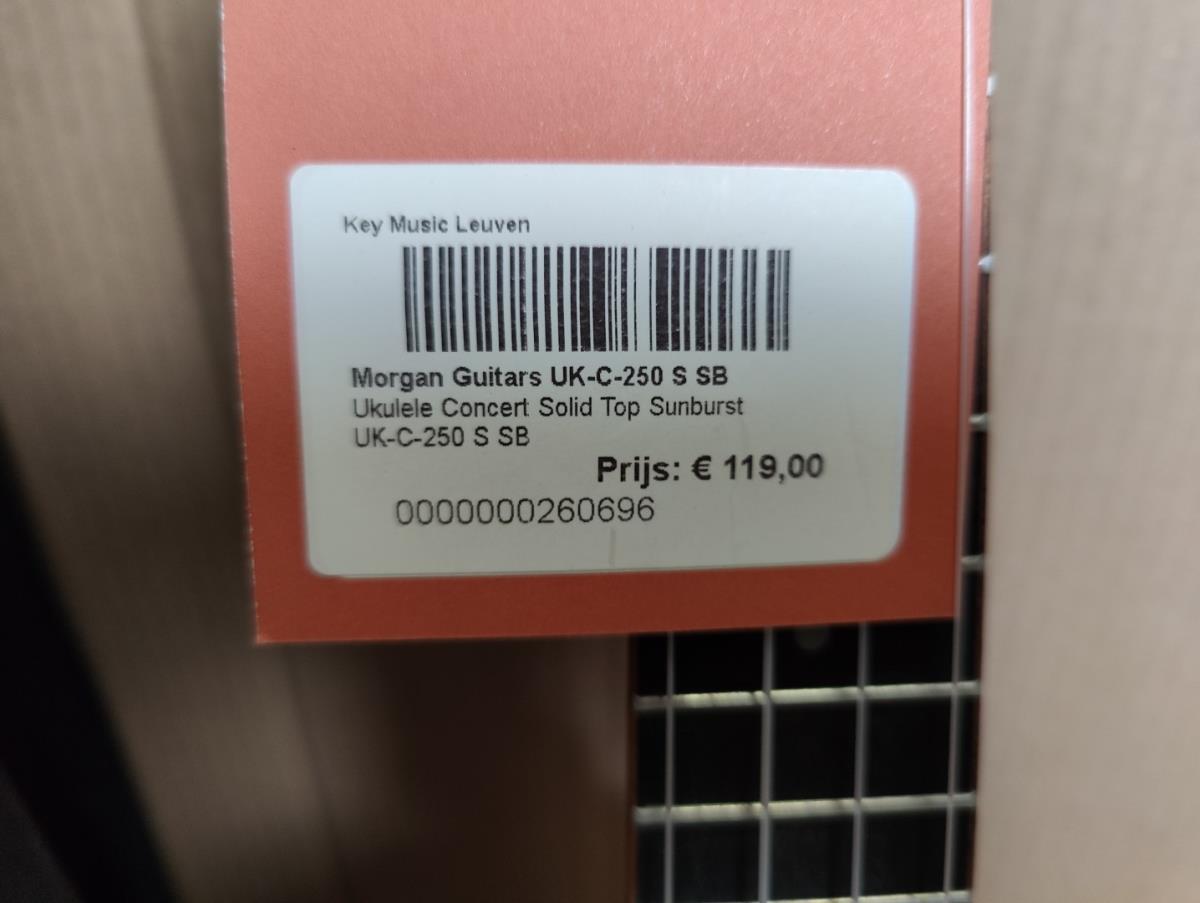 Key Music Leuven
Morgan Guitars UK-C-250 S SB
Ukulele Concert Solid Top Sunburst
UK-C-250 S SB
Prijs: € 119,00
0000000260696